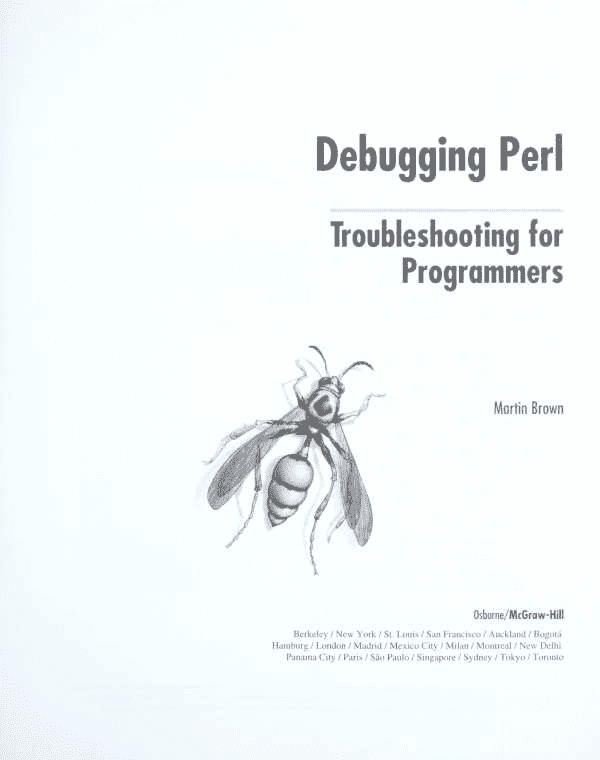 Debugging Perl
Troubleshooting for
Programmers
Martin Brown
Osborne/McGraw-Hill
Berkeley / New York / St. Louis / San Francisco / Auckland / Bogotá
Hamburg / London / Madrid / Mexico City / Milan / Montreal / New Delhi
Panama City / Paris / São Paulo / Singapore / Sydney / Tokyo / Toronto